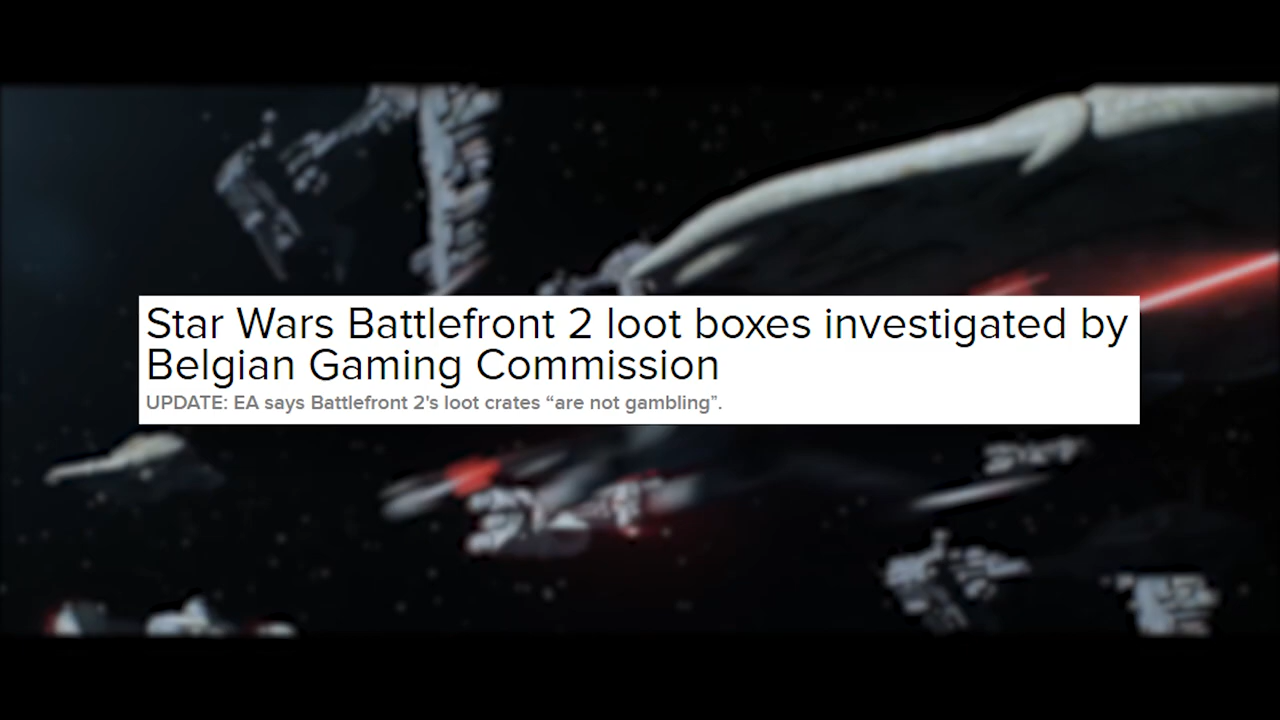 Star Wars Battlefront 2 loot boxes investigated by
Belgian Gaming Commission
UPDATE: EA says Battlefront 2's loot crates “are not gambling”.